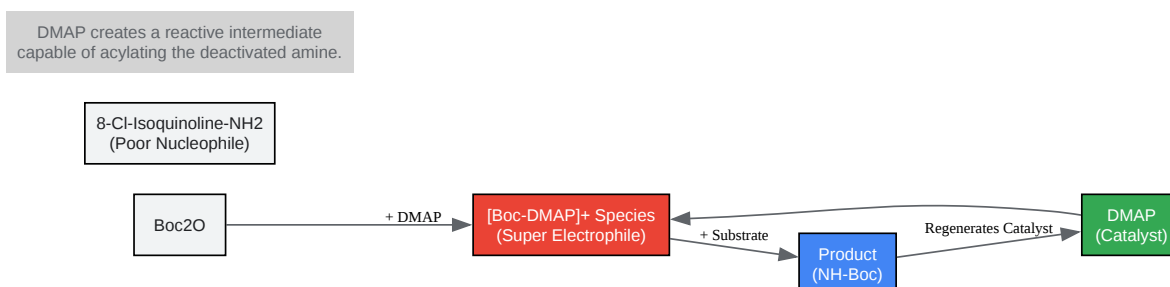 DMAP creates a reactive intermediate
capable of acylating the deactivated amine.
8-Cl-Isoquinoline-NH2
(Poor Nucleophile)
Boc2O
+ DMAP
[Boc-DMAP]+ Species
(Super Electrophile)
+ Substrate
Product
(NH-Boc)
Regenerates Catalyst
DMAP
(Catalyst)